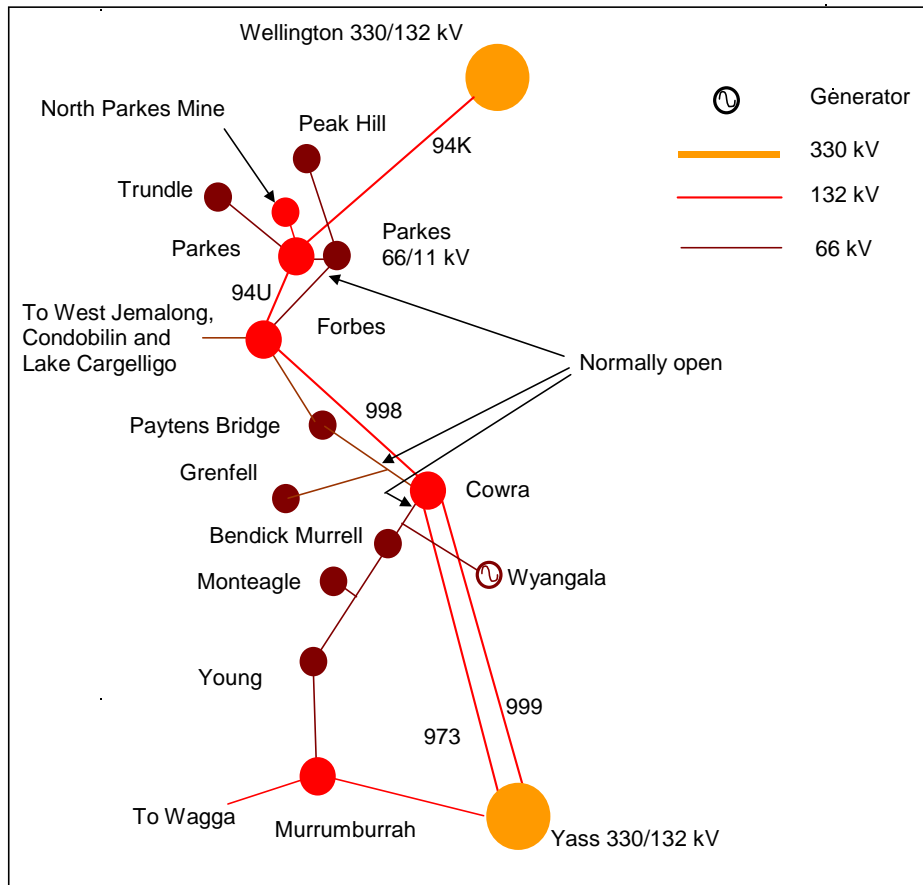 Wellington 330/132 kV
Generator
North Parkes Mine
Peak Hill
94K
330 kV
Trundle
132 kV
Parkes
Parkes
66/11 kV
66 kV
94U
To West Jemalong,
Condobilin and
Lake Cargelligo
Forbes
Normally open
998
Paytens Bridge
Grenfell
Cowra
Bendick Murrell
Monteagle
Wyangala
Young
999
973
To Wagga
Murrumburrah
Yass 330/132 kV